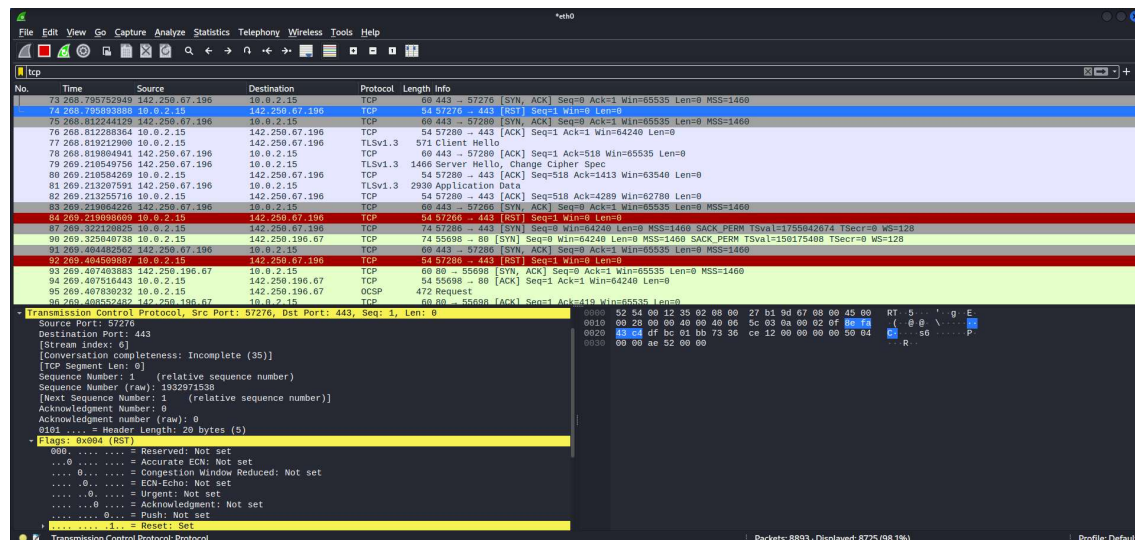 *eth0
File Edit View Go Capture Analyze Statistics Telephony Wireless Tools Help
tcp
No. Time Source Destination Protocol Length Info
73 268.795752949 142.250.67.196 10.0.2.15 TCP 60 443 → 57276 [SYN, ACK] Seq=0 Ack=1 Win=65535 Len=0 MSS=1460
74 268.795893888 10.0.2.15 142.250.67.196 TCP 54 57276 → 443 [RST] Seq=1 Win=0 Len=0
75 268.812244129 142.250.67.196 10.0.2.15 TCP 60 443 → 57280 [SYN, ACK] Seq=0 Ack=1 Win=65535 Len=0 MSS=1460
76 268.812288364 10.0.2.15 142.250.67.196 TCP 54 57280 → 443 [ACK] Seq=1 Ack=1 Win=64240 Len=0
77 268.819212900 10.0.2.15 142.250.67.196 TLSv1.3 571 Client Hello
78 268.819804941 142.250.67.196 10.0.2.15 TCP 60 443 → 57280 [ACK] Seq=1 Ack=518 Win=65535 Len=0
79 269.210549756 142.250.67.196 10.0.2.15 TLSv1.3 1466 Server Hello, Change Cipher Spec
80 269.210584269 10.0.2.15 142.250.67.196 TCP 54 57280 → 443 [ACK] Seq=518 Ack=1413 Win=63540 Len=0
81 269.213207591 142.250.67.196 10.0.2.15 TLSv1.3 2930 Application Data
82 269.213255716 10.0.2.15 142.250.67.196 TCP 54 57280 → 443 [ACK] Seq=518 Ack=4289 Win=62780 Len=0
83 269.219064226 142.250.67.196 10.0.2.15 TCP 60 443 → 57266 [SYN, ACK] Seq=0 Ack=1 Win=65535 Len=0 MSS=1460
84 269.219098609 10.0.2.15 142.250.67.196 TCP 54 57266 → 443 [RST] Seq=1 Win=0 Len=0
87 269.322120825 10.0.2.15 142.250.67.196 TCP 74 57286 → 443 [SYN] Seq=0 Win=64240 Len=0 MSS=1460 SACK_PERM TSval=1755042674 TSecr=0 WS=128
90 269.325040738 10.0.2.15 142.250.196.67 TCP 74 55698 → 80 [SYN] Seq=0 Win=64240 Len=0 MSS=1460 SACK_PERM TSval=150175408 TSecr=0 WS=128
91 269.404482562 142.250.67.196 10.0.2.15 TCP 60 443 → 57286 [SYN, ACK] Seq=0 Ack=1 Win=65535 Len=0 MSS=1460
92 269.404509887 10.0.2.15 142.250.67.196 TCP 54 57286 → 443 [RST] Seq=1 Win=0 Len=0
93 269.407403883 142.250.196.67 10.0.2.15 TCP 60 80 → 55698 [SYN, ACK] Seq=0 Ack=1 Win=65535 Len=0 MSS=1460
94 269.407516443 10.0.2.15 142.250.196.67 TCP 54 55698 → 80 [ACK] Seq=1 Ack=1 Win=64240 Len=0
95 269.407830232 10.0.2.15 142.250.196.67 OCSP 472 Request
96 269.408552482 142.250.196.67 10.0.2.15 TCP 60 80 → 55698 [ACK] Seq=1 Ack=419 Win=65535 Len=0
Transmission Control Protocol, Src Port: 57276, Dst Port: 443, Seq: 1, Len: 0
Source Port: 57276
Destination Port: 443
[Stream index: 6]
[Conversation completeness: Incomplete (35)]
[TCP Segment Len: 0]
Sequence Number: 1 (relative sequence number)
Sequence Number (raw): 1932971538
[Next Sequence Number: 1 (relative sequence number)]
Acknowledgment Number: 0
Acknowledgment number (raw): 0
0101 .... = Header Length: 20 bytes (5)
Flags: 0x004 (RST)
000. .... .... = Reserved: Not set
...0 .... .... = Accurate ECN: Not set
.... 0... .... = Congestion Window Reduced: Not set
.... .0.. .... = ECN-Echo: Not set
.... ..0. .... = Urgent: Not set
.... ...0 .... = Acknowledgment: Not set
.... .... 0... = Push: Not set
.... .... .1.. = Reset: Set
0000 52 54 00 12 35 02 08 00 27 b1 9d 67 08 00 45 00 RT··5···'··g··E·
0010 00 28 00 00 40 00 40 06 5c 03 0a 00 02 0f 8e fa ·(··@·@·\·······
0020 43 c4 df bc 01 bb 73 36 ce 12 00 00 00 00 50 04 C·····s6······P·
0030 00 00 ae 52 00 00 ···R··
Transmission Control Protocol: Protocol
Packets: 8893 · Displayed: 8725 (98.1%)
Profile: Defaul